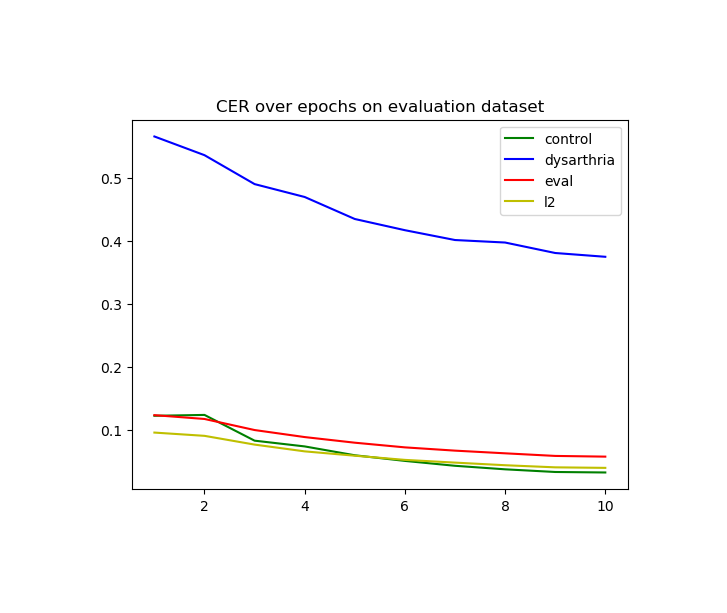 CER over epochs on evaluation dataset
control
dysarthria
eval
l2
0.5
0.4
0.3
0.2
0.1
2 4 6 8 10